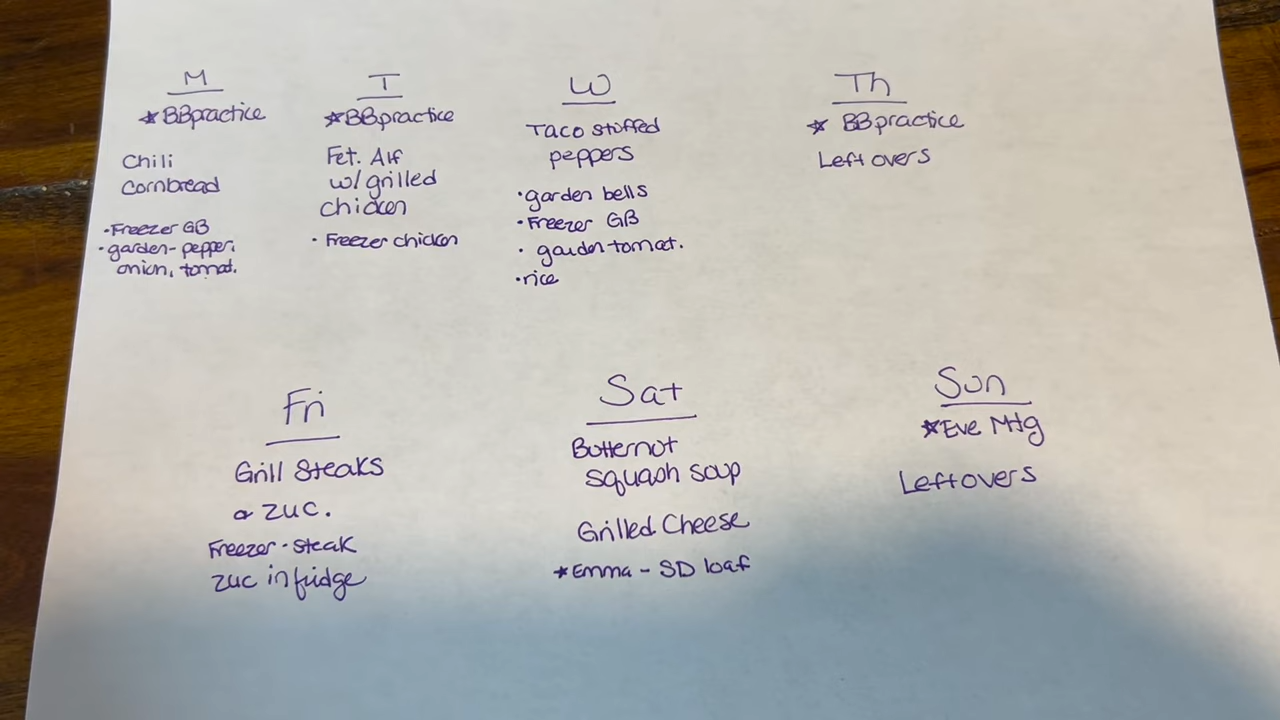 M
★BBpractice
Chili
Cornbread
•Freezer GB
•garden-pepper,
onion, tomat.
T
★BBpractice
Fet. Alf
w/grilled
chicken
• Freezer chicken
W
Taco stuffed
peppers
•garden bells
•Freezer GB
• garden tomat.
•rice
Th
★ BBpractice
Leftovers
Fri
Grill Steaks
& zuc.
Freezer-steak
zuc in fridge
Sat
Butternut
squash soup
Grilled Cheese
★Emma - SD loaf
Sun
★Eve Mtg
Leftovers